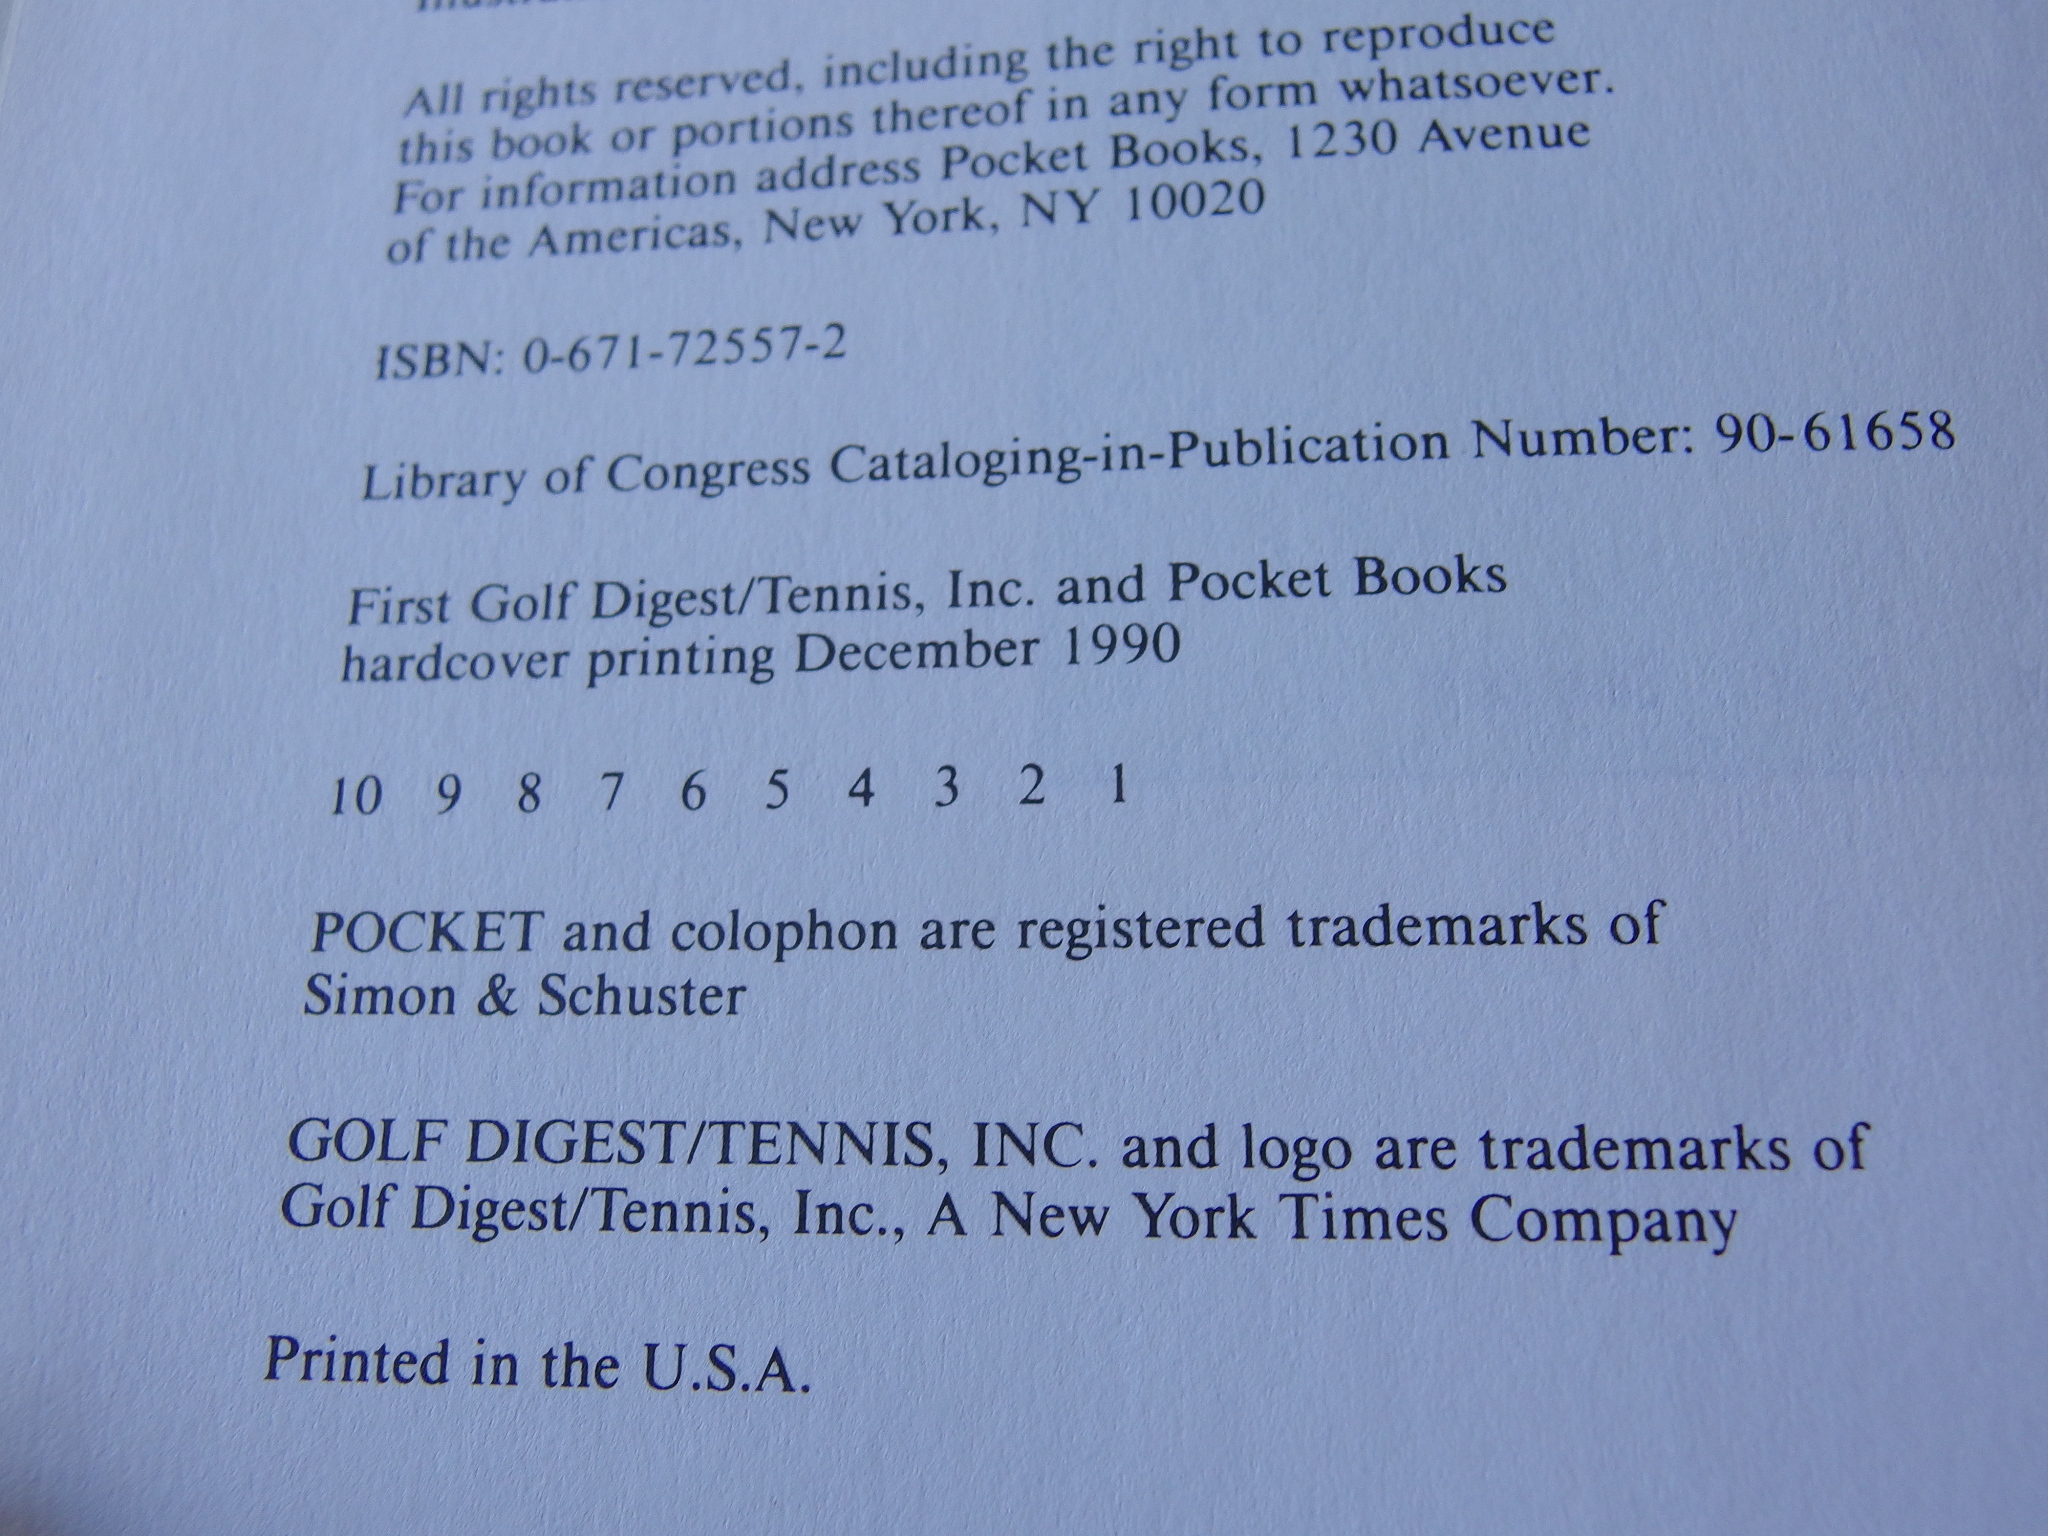 All rights reserved, including the right to reproduce
this book or portions thereof in any form whatsoever.
For information address Pocket Books, 1230 Avenue
of the Americas, New York, NY 10020
ISBN: 0-671-72557-2
Library of Congress Cataloging-in-Publication Number: 90-61658
First Golf Digest/Tennis, Inc. and Pocket Books
hardcover printing December 1990
10 9 8 7 6 5 4 3 2 1
POCKET and colophon are registered trademarks of
Simon & Schuster
GOLF DIGEST/TENNIS, INC. and logo are trademarks of
Golf Digest/Tennis, Inc., A New York Times Company
Printed in the U.S.A.